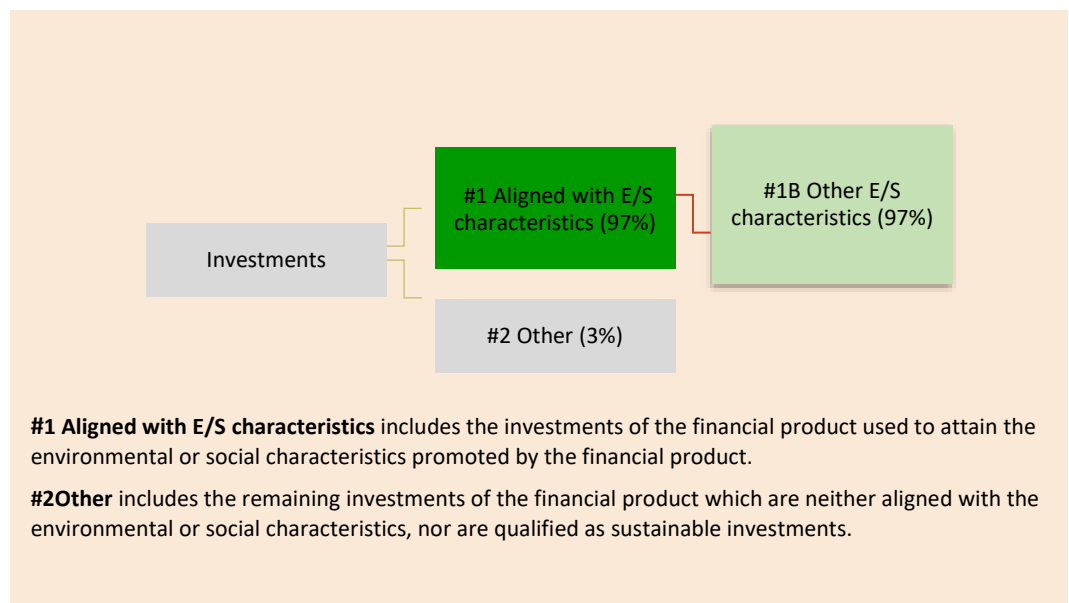 #1 Aligned with E/S
characteristics (97%)
#1B Other E/S
characteristics (97%)
Investments
#2 Other (3%)
#1 Aligned with E/S characteristics includes the investments of the financial product used to attain the
environmental or social characteristics promoted by the financial product.
#2Other includes the remaining investments of the financial product which are neither aligned with the
environmental or social characteristics, nor are qualified as sustainable investments.